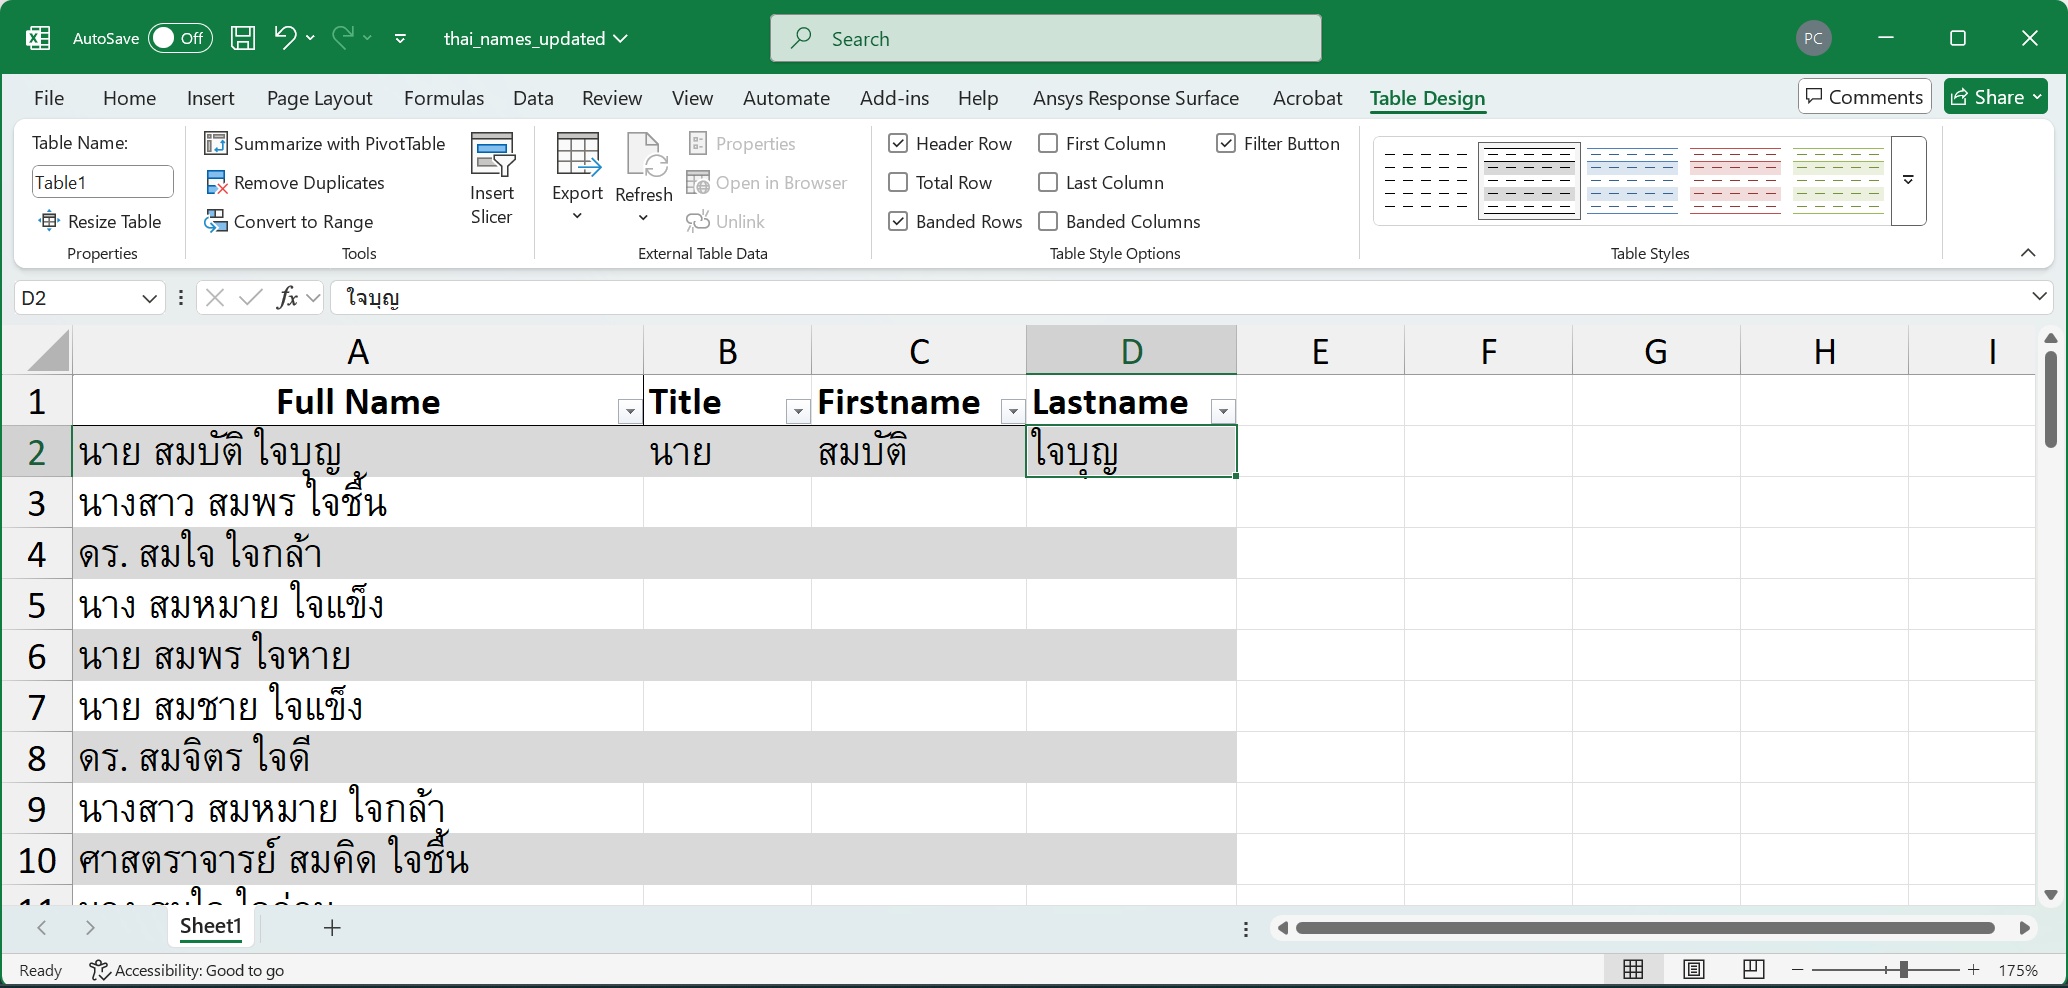 AutoSave Off thai_names_updated Search PC
File Home Insert Page Layout Formulas Data Review View Automate Add-ins Help Ansys Response Surface Acrobat Table Design Comments Share
Table Name:
Table1
Resize Table
Properties
Summarize with PivotTable
Remove Duplicates
Convert to Range
Insert
Slicer
Tools
Export
Refresh
Properties
Open in Browser
Unlink
External Table Data
Header Row First Column Filter Button
Total Row Last Column
Banded Rows Banded Columns
Table Style Options
Table Styles
D2 fx ใจบุญ
A B C D E F G H I
1 Full Name Title Firstname Lastname
2 นาย สมบัติ ใจบุญ นาย สมบัติ ใจบุญ
3 นางสาว สมพร ใจชื้น
4 ดร. สมใจ ใจกล้า
5 นาง สมหมาย ใจแข็ง
6 นาย สมพร ใจหาย
7 นาย สมชาย ใจแข็ง
8 ดร. สมจิตร ใจดี
9 นางสาว สมหมาย ใจกล้า
10 ศาสตราจารย์ สมคิด ใจชื้น
11
Sheet1
Ready Accessibility: Good to go 175%